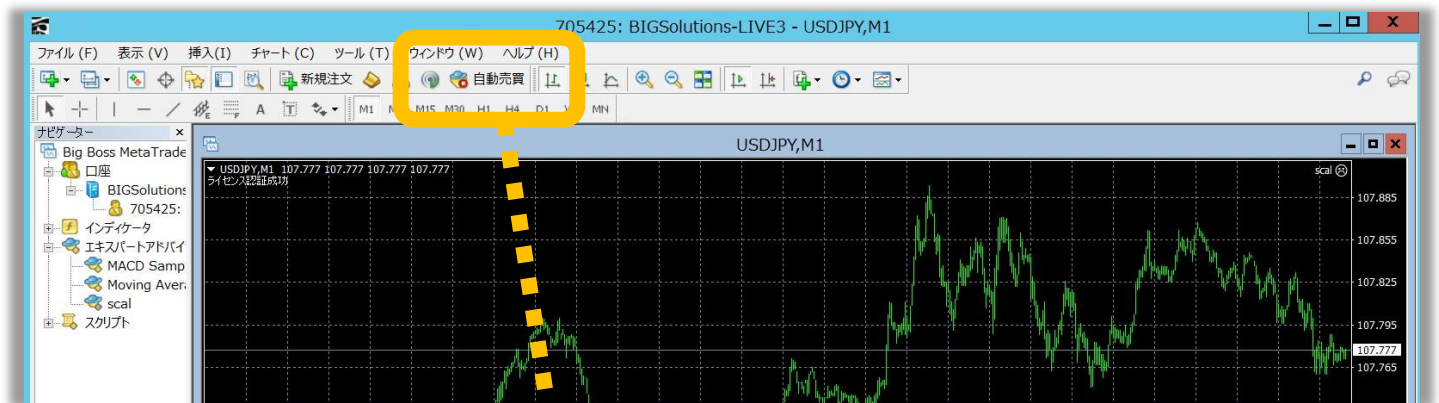 705425: BIGSolutions-LIVE3 - USDJPY,M1
ファイル (F) 表示 (V) 挿入(I) チャート (C) ツール (T) ウィンドウ (W) ヘルプ (H)
新規注文 自動売買
A T M1 M15 M30 H1 H4 D1 MN
ナビゲーター
Big Boss MetaTrade
口座
BIGSolutions
705425:
インディケータ
エキスパートアドバイ
MACD Samp
Moving Aver
scal
スクリプト
USDJPY,M1
USDJPY,M1 107.777 107.777 107.777 107.777
ライセンス認証成功
scal
107.885
107.855
107.825
107.795
107.777
107.765